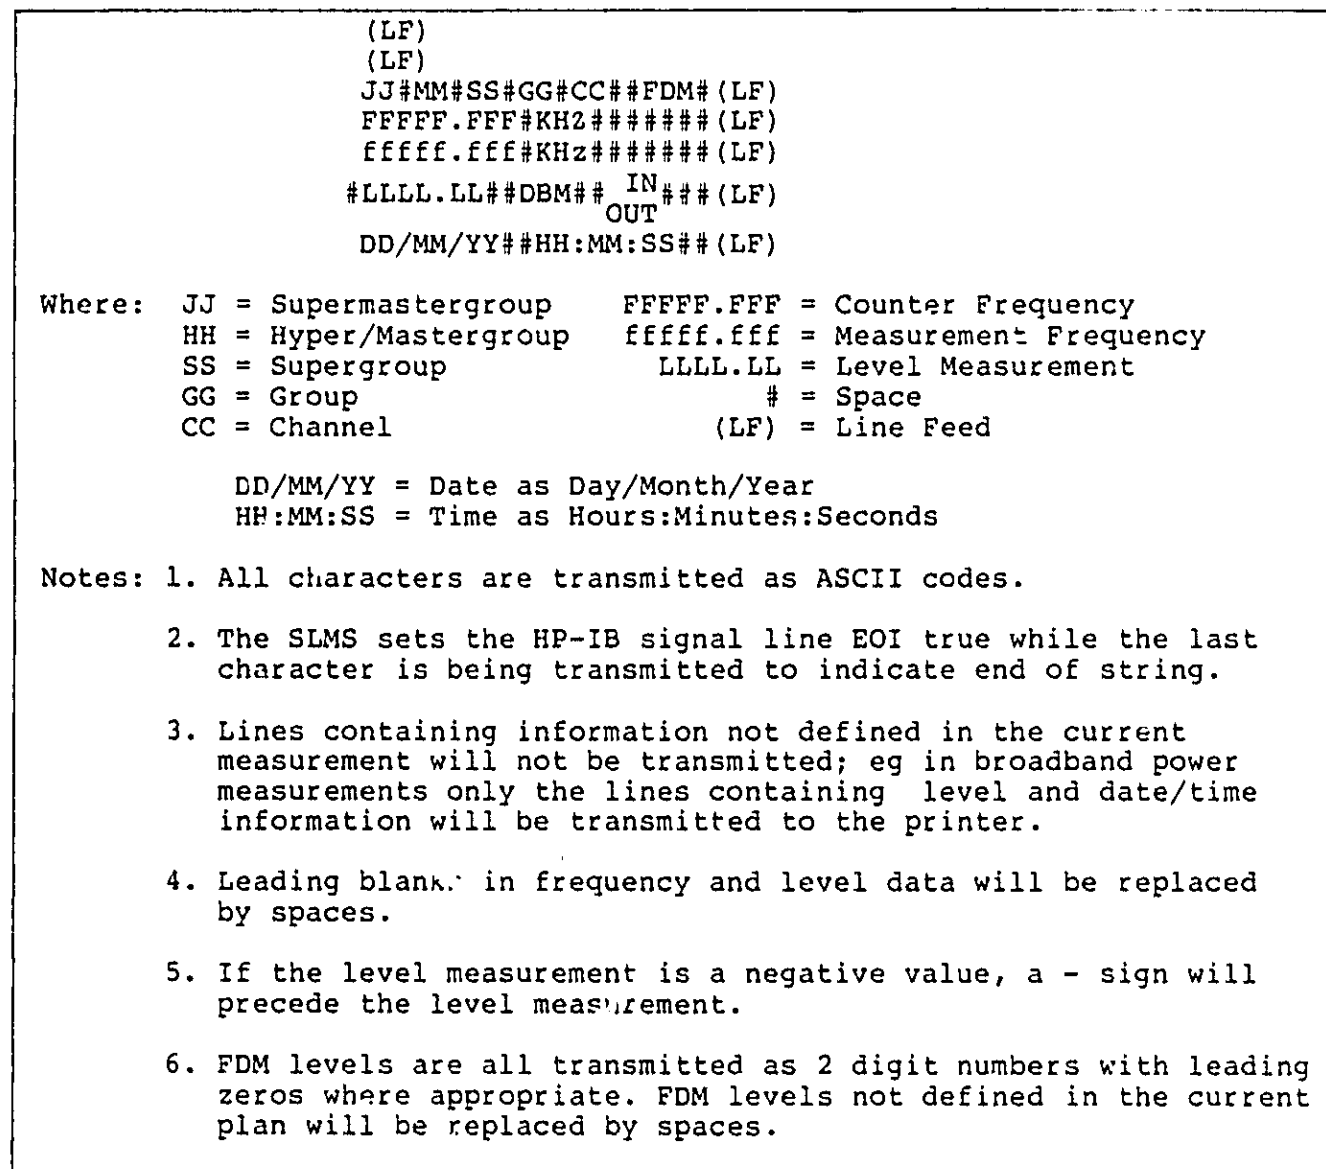 (LF)
(LF)
JJ#MM#SS#GG#CC##FDM#(LF)
FFFFF.FFF#KHZ#######(LF)
fffff.fff#KHz#######(LF)
#LLLL.LL##DBM## IN ###(LF)
OUT
DD/MM/YY##HH:MM:SS##(LF)
Where: JJ = Supermastergroup FFFFF.FFF = Counter Frequency
HH = Hyper/Mastergroup fffff.fff = Measurement Frequency
SS = Supergroup LLLL.LL = Level Measurement
GG = Group # = Space
CC = Channel (LF) = Line Feed
DD/MM/YY = Date as Day/Month/Year
HH:MM:SS = Time as Hours:Minutes:Seconds
Notes: 1. All characters are transmitted as ASCII codes.
2. The SLMS sets the HP-IB signal line EOI true while the last
character is being transmitted to indicate end of string.
3. Lines containing information not defined in the current
measurement will not be transmitted; eg in broadband power
measurements only the lines containing level and date/time
information will be transmitted to the printer.
4. Leading blanks in frequency and level data will be replaced
by spaces.
5. If the level measurement is a negative value, a - sign will
precede the level measurement.
6. FDM levels are all transmitted as 2 digit numbers with leading
zeros where appropriate. FDM levels not defined in the current
plan will be replaced by spaces.